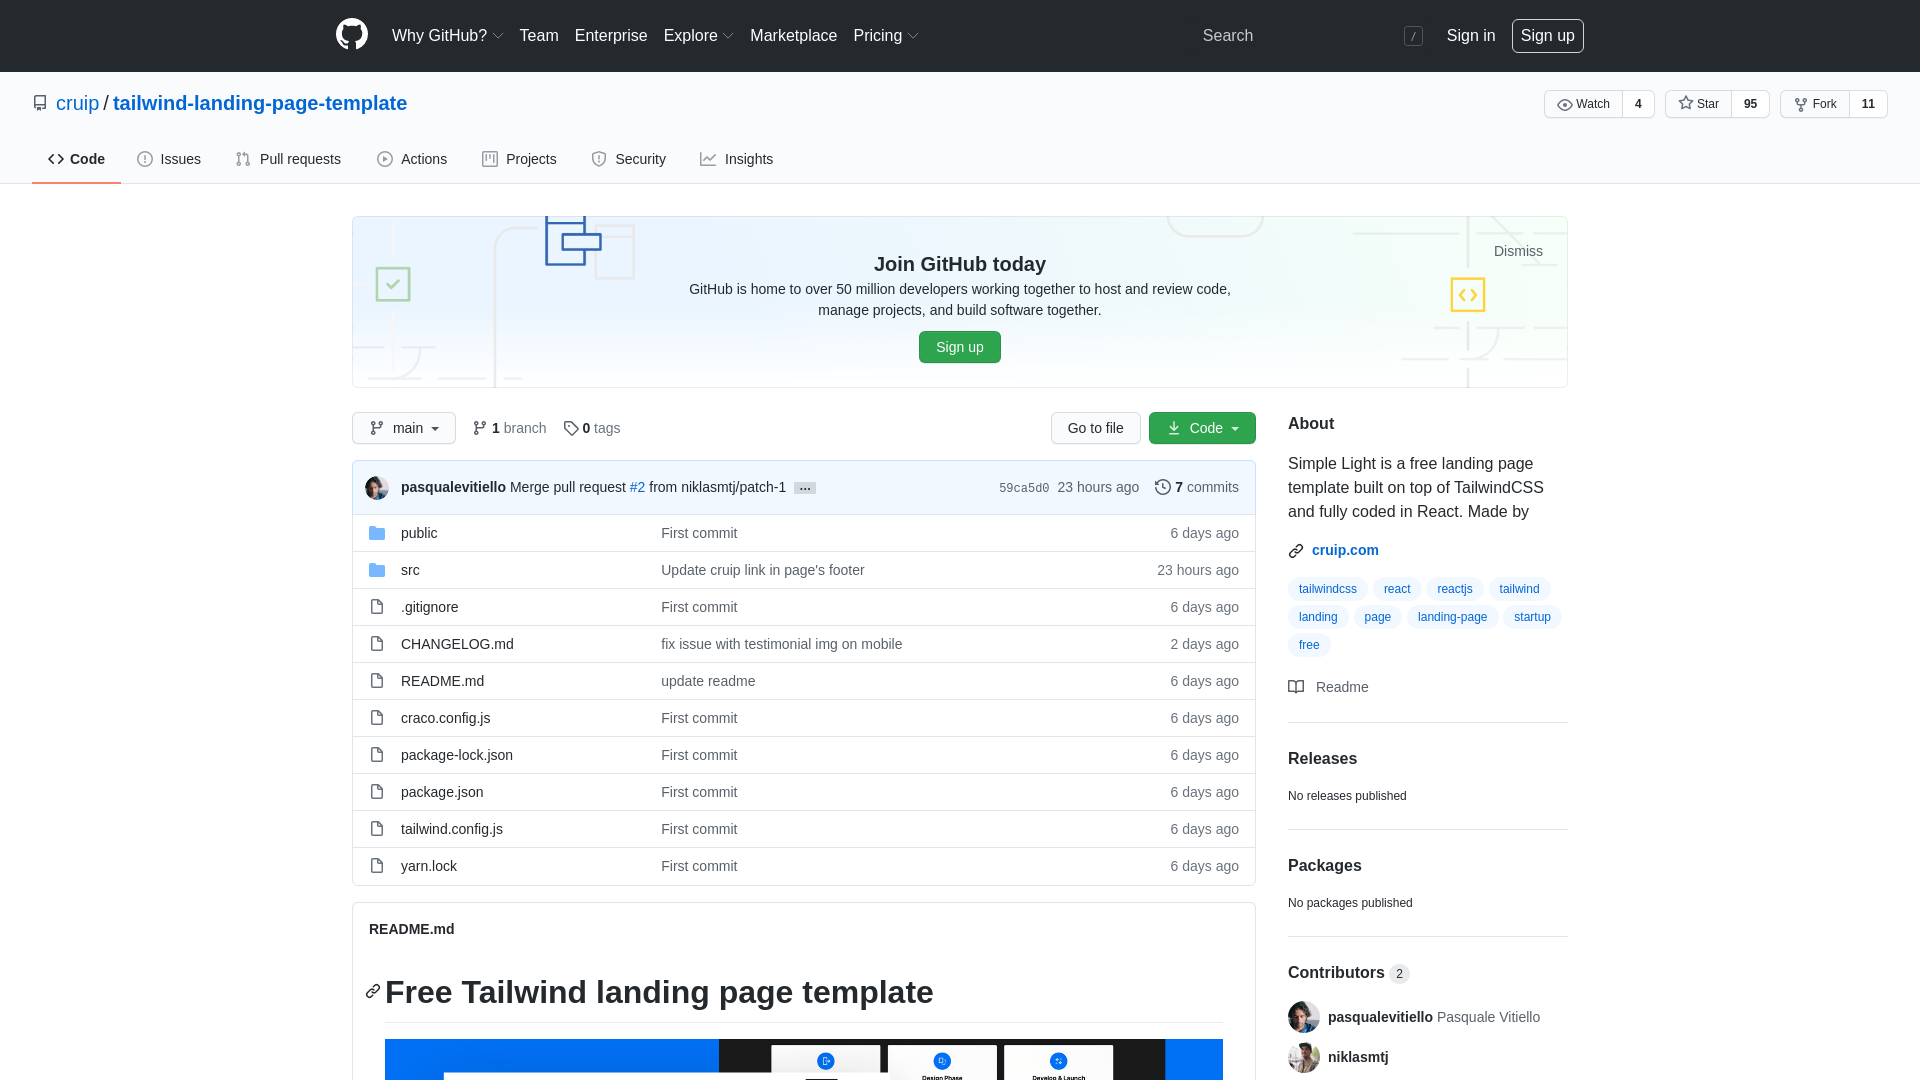 Why GitHub? Team Enterprise Explore Marketplace Pricing Search / Sign in Sign up
cruip / tailwind-landing-page-template Watch 4 Star 95 Fork 11
Code Issues Pull requests Actions Projects Security Insights
Dismiss
Join GitHub today
GitHub is home to over 50 million developers working together to host and review code,
manage projects, and build software together.
Sign up
main 1 branch 0 tags Go to file Code
pasqualevitiello Merge pull request #2 from niklasmtj/patch-1 … 59ca5d0 23 hours ago 7 commits
public First commit 6 days ago
src Update cruip link in page's footer 23 hours ago
.gitignore First commit 6 days ago
CHANGELOG.md fix issue with testimonial img on mobile 2 days ago
README.md update readme 6 days ago
craco.config.js First commit 6 days ago
package-lock.json First commit 6 days ago
package.json First commit 6 days ago
tailwind.config.js First commit 6 days ago
yarn.lock First commit 6 days ago
README.md
Free Tailwind landing page template
Design Phase Develop & Launch
About
Simple Light is a free landing page
template built on top of TailwindCSS
and fully coded in React. Made by
cruip.com
tailwindcss react reactjs tailwind
landing page landing-page startup
free
Readme
Releases
No releases published
Packages
No packages published
Contributors 2
pasqualevitiello Pasquale Vitiello
niklasmtj